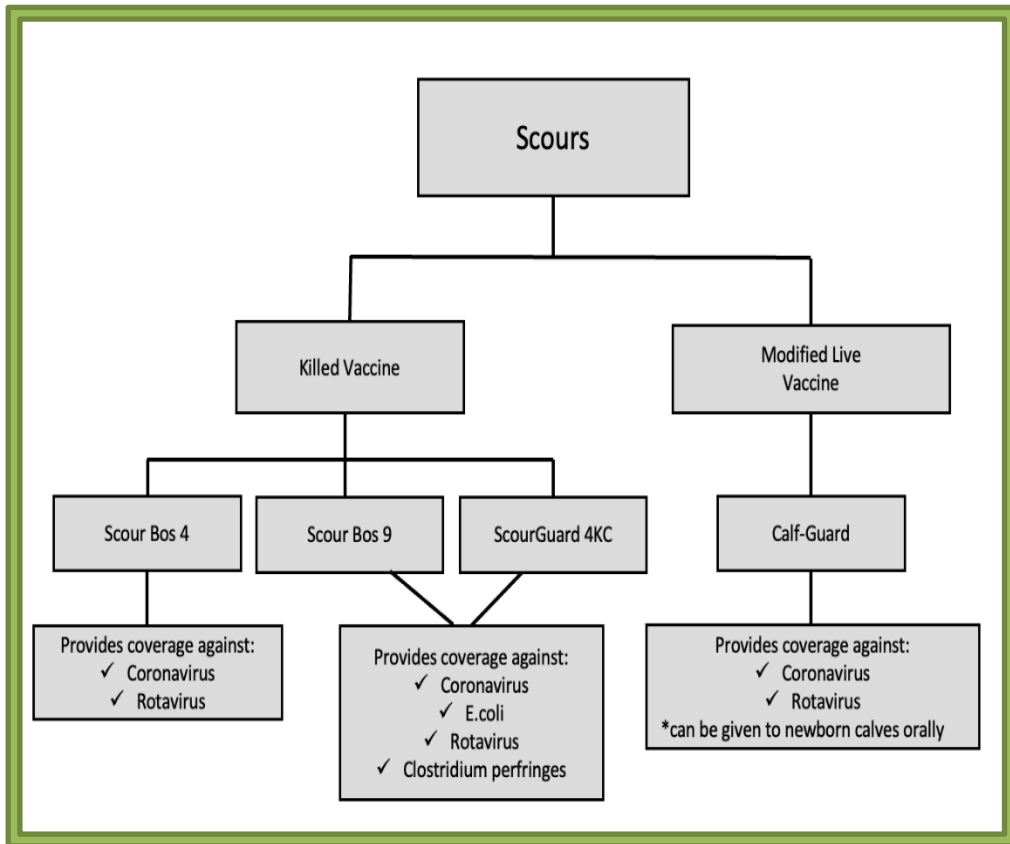 Scours
Killed Vaccine
Modified Live
Vaccine
Scour Bos 4
Scour Bos 9
ScourGuard 4KC
Calf-Guard
Provides coverage against:
✓ Coronavirus
✓ Rotavirus
Provides coverage against:
✓ Coronavirus
✓ E.coli
✓ Rotavirus
✓ Clostridium perfringes
Provides coverage against:
✓ Coronavirus
✓ Rotavirus
*can be given to newborn calves orally